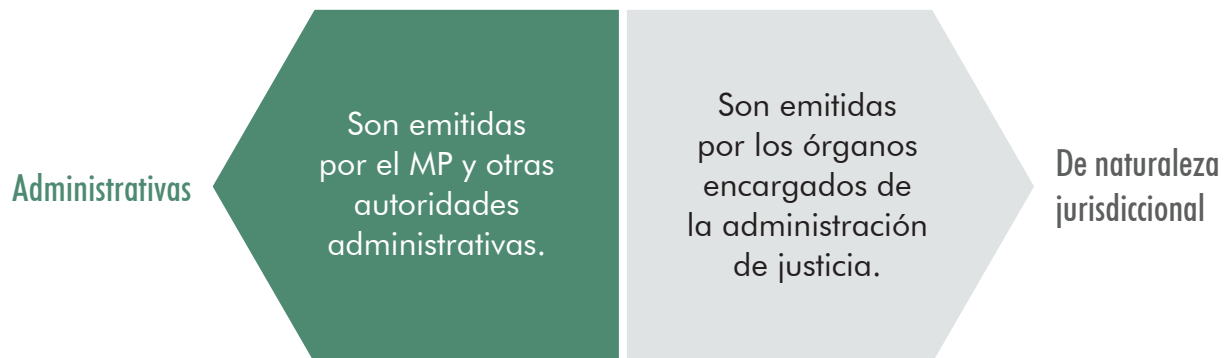 Administrativas
Son emitidas
por el MP y otras
autoridades
administrativas.
Son emitidas
por los órganos
encargados de
la administración
de justicia.
De naturaleza
jurisdiccional